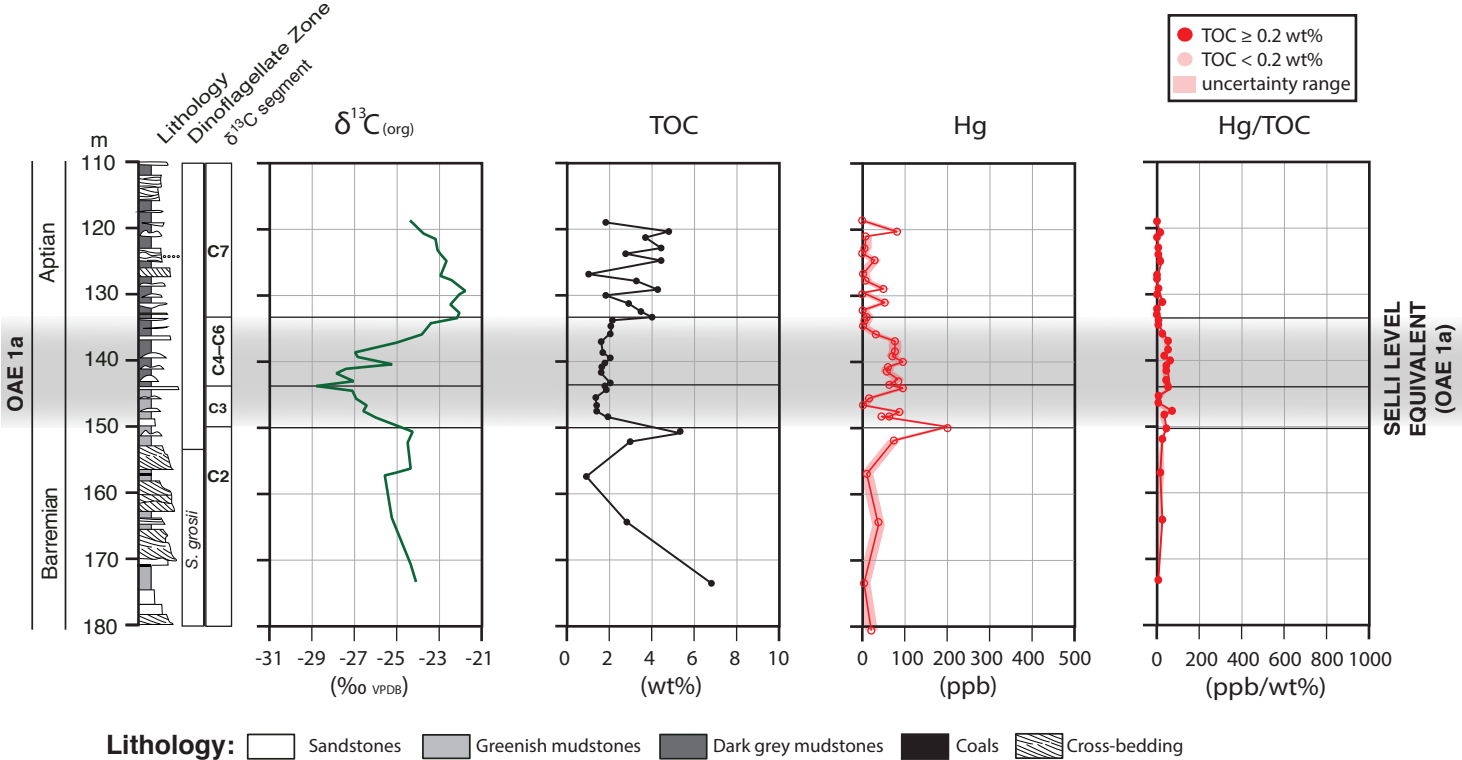 Lithology
Dinoflagellate Zone
δ13C segment
m
δ13C (org)
TOC
Hg
Hg/TOC
TOC ≥ 0.2 wt%
TOC < 0.2 wt%
uncertainty range
110
120
130
140
150
160
170
180
Aptian
Barremian
OAE 1a
S. grosii
C7
C4–C6
C3
C2
SELLI LEVEL
EQUIVALENT
(OAE 1a)
-31 -29 -27 -25 -23 -21
(‰ VPDB)
0 2 4 6 8 10
(wt%)
0 100 200 300 400 500
(ppb)
0 200 400 600 800 1000
(ppb/wt%)
Lithology: Sandstones Greenish mudstones Dark grey mudstones Coals Cross-bedding